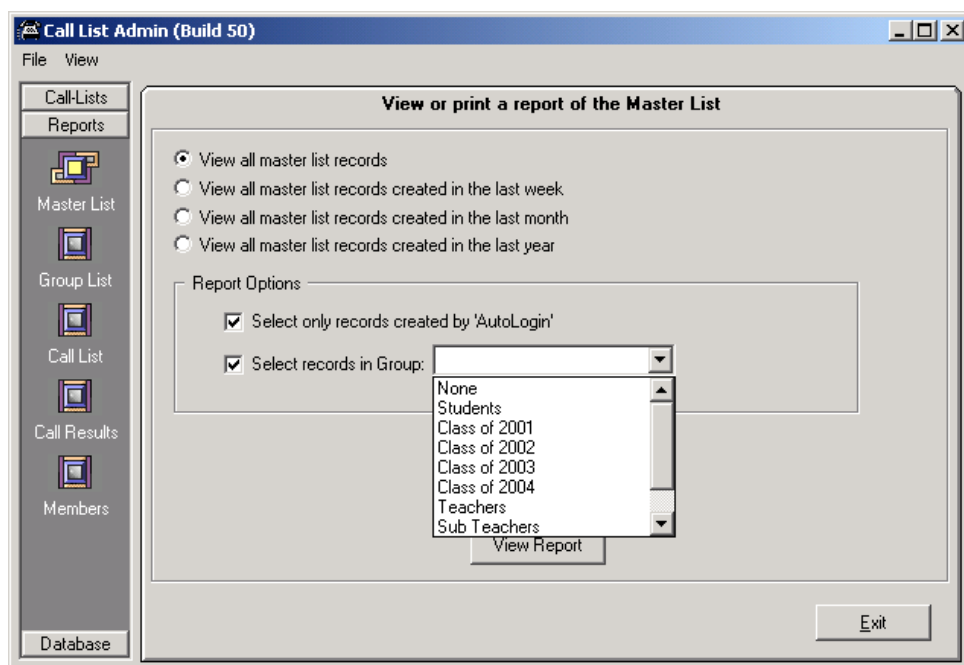 Call List Admin (Build 50)
File View
Call-Lists
Reports
Master List
Group List
Call List
Call Results
Members
Database
View or print a report of the Master List
View all master list records
View all master list records created in the last week
View all master list records created in the last month
View all master list records created in the last year
Report Options
Select only records created by 'AutoLogin'
Select records in Group:
None
Students
Class of 2001
Class of 2002
Class of 2003
Class of 2004
Teachers
Sub Teachers
View Report
Exit